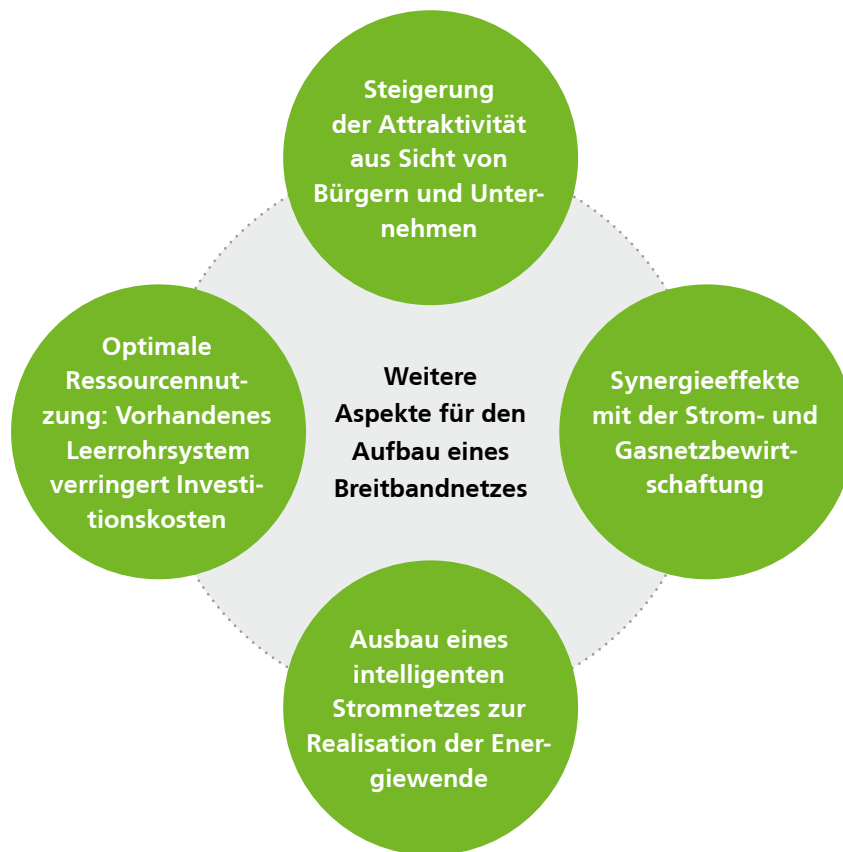 Steigerung
der Attraktivität
aus Sicht von
Bürgern und Unter-
nehmen
Optimale
Ressourcennut-
zung: Vorhandenes
Leerrohrsystem
verringert Investi-
tionskosten
Weitere
Aspekte für den
Aufbau eines
Breitbandnetzes
Synergieeffekte
mit der Strom- und
Gasnetzbewirt-
schaftung
Ausbau eines
intelligenten
Stromnetzes zur
Realisation der Ener-
giewende